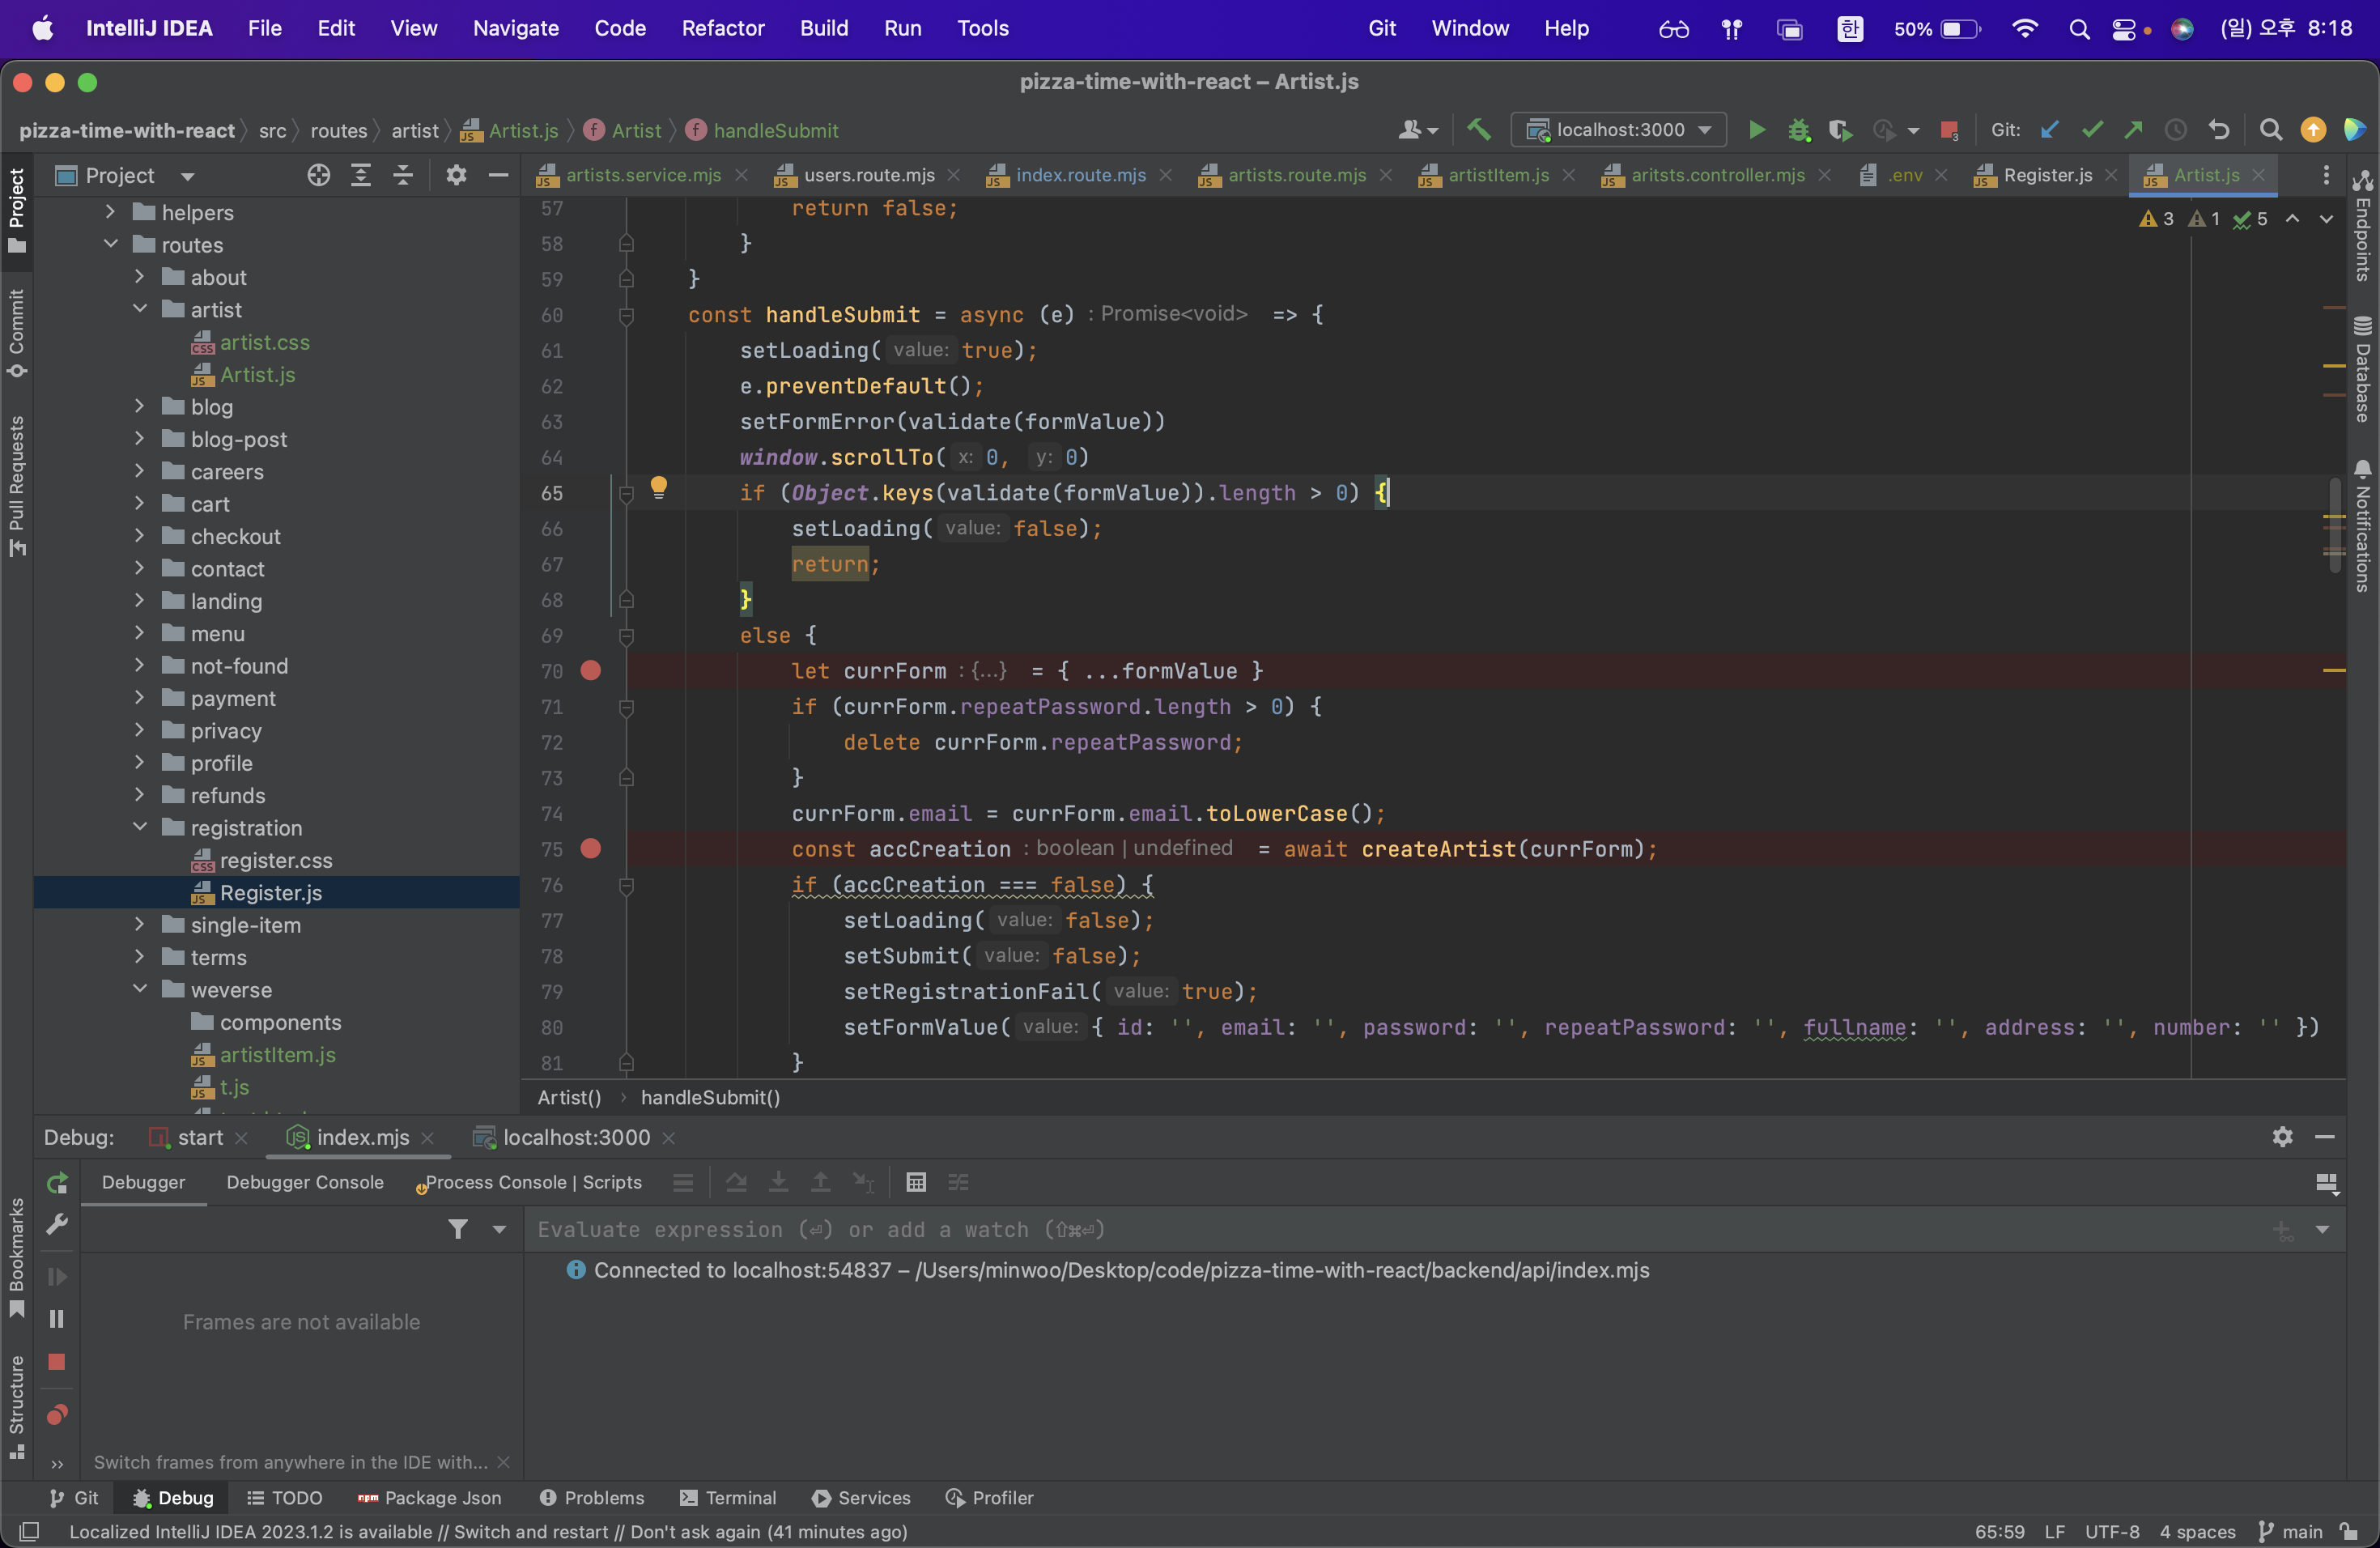 IntelliJ IDEA File Edit View Navigate Code Refactor Build Run Tools Git Window Help 한 50% (일) 오후 8:18
pizza-time-with-react – Artist.js
pizza-time-with-react src routes artist Artist.js Artist handleSubmit localhost:3000 Git:
Project artists.service.mjs users.route.mjs index.route.mjs artists.route.mjs artistItem.js aritsts.controller.mjs .env Register.js Artist.js
Project
Commit
Pull Requests
Bookmarks
Structure
helpers
routes
about
artist
artist.css
Artist.js
blog
blog-post
careers
cart
checkout
contact
landing
menu
not-found
payment
privacy
profile
refunds
registration
register.css
Register.js
single-item
terms
weverse
components
artistItem.js
t.js
3 1 5
57 return false;
58 }
59 }
60 const handleSubmit = async (e) : Promise<void> => {
61 setLoading( value: true);
62 e.preventDefault();
63 setFormError(validate(formValue))
64 window.scrollTo( x: 0, y: 0)
65 if (Object.keys(validate(formValue)).length > 0) {
66 setLoading( value: false);
67 return;
68 }
69 else {
70 let currForm : {...} = { ...formValue }
71 if (currForm.repeatPassword.length > 0) {
72 delete currForm.repeatPassword;
73 }
74 currForm.email = currForm.email.toLowerCase();
75 const accCreation : boolean | undefined = await createArtist(currForm);
76 if (accCreation === false) {
77 setLoading( value: false);
78 setSubmit( value: false);
79 setRegistrationFail( value: true);
80 setFormValue( value: { id: '', email: '', password: '', repeatPassword: '', fullname: '', address: '', number: '' })
81 }
Artist() › handleSubmit()
Endpoints
Database
Notifications
Debug: start index.mjs localhost:3000
Debugger Debugger Console Process Console | Scripts
Evaluate expression (⏎) or add a watch (⇧⌘⏎)
Connected to localhost:54837 – /Users/minwoo/Desktop/code/pizza-time-with-react/backend/api/index.mjs
Frames are not available
Switch frames from anywhere in the IDE with...
Git Debug TODO Package Json Problems Terminal Services Profiler
Localized IntelliJ IDEA 2023.1.2 is available // Switch and restart // Don't ask again (41 minutes ago) 65:59 LF UTF-8 4 spaces main